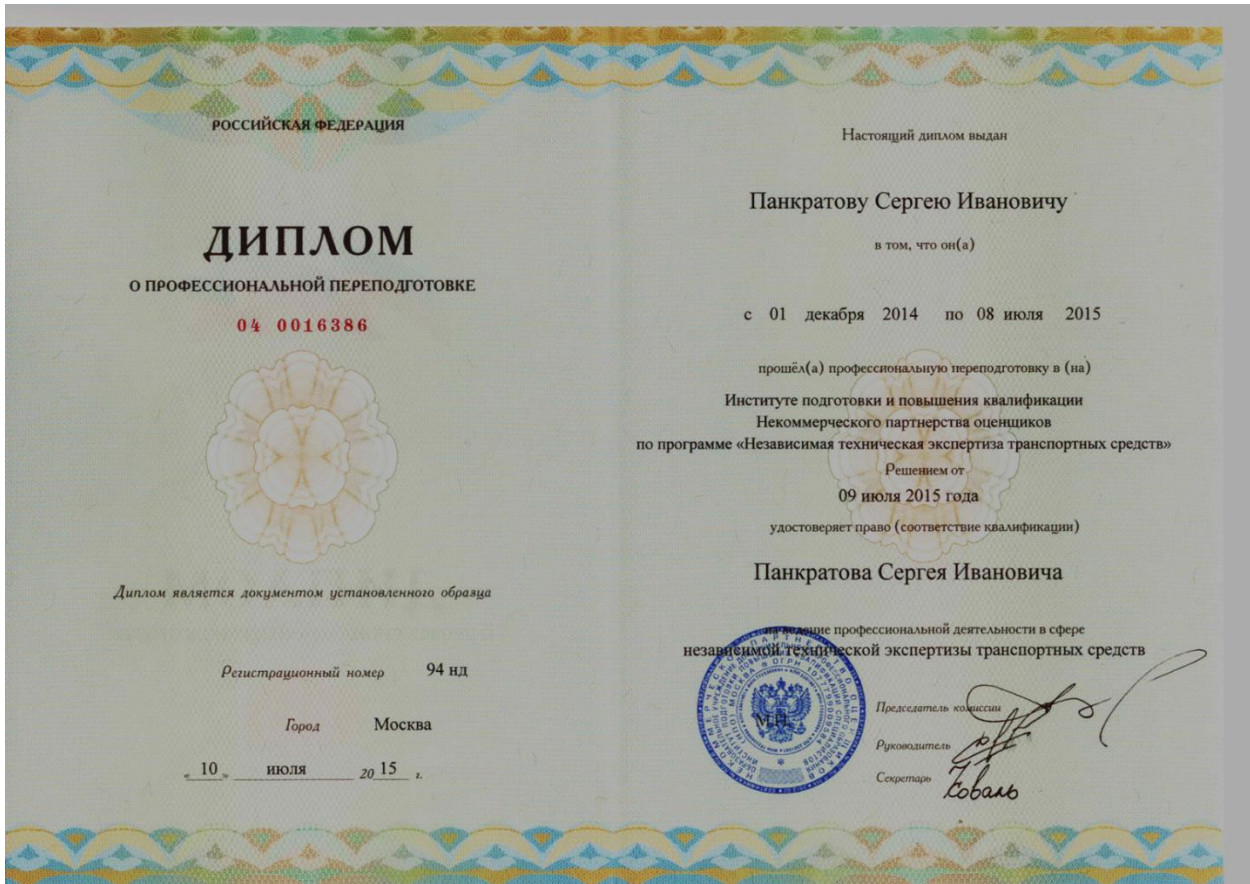 РОССИЙСКАЯ ФЕДЕРАЦИЯ
ДИПЛОМ
О ПРОФЕССИОНАЛЬНОЙ ПЕРЕПОДГОТОВКЕ
04 0016386
Диплом является документом установленного образца
Регистрационный номер 94 нд
Город Москва
« 10 » июля 20 15 г.
Настоящий диплом выдан
Панкратову Сергею Ивановичу
в том, что он(а)
с 01 декабря 2014 по 08 июля 2015
прошёл(а) профессиональную переподготовку в (на)
Институте подготовки и повышения квалификации
Некоммерческого партнерства оценщиков
по программе «Независимая техническая экспертиза транспортных средств»
Решением от
09 июля 2015 года
удостоверяет право (соответствие квалификации)
Панкратова Сергея Ивановича
на ведение профессиональной деятельности в сфере
независимой технической экспертизы транспортных средств
М.П.
НЕКОММЕРЧЕСКОЕ ПАРТНЕРСТВО ОЦЕНЩИКОВ
Председатель комиссии
Руководитель
Секретарь Коваль